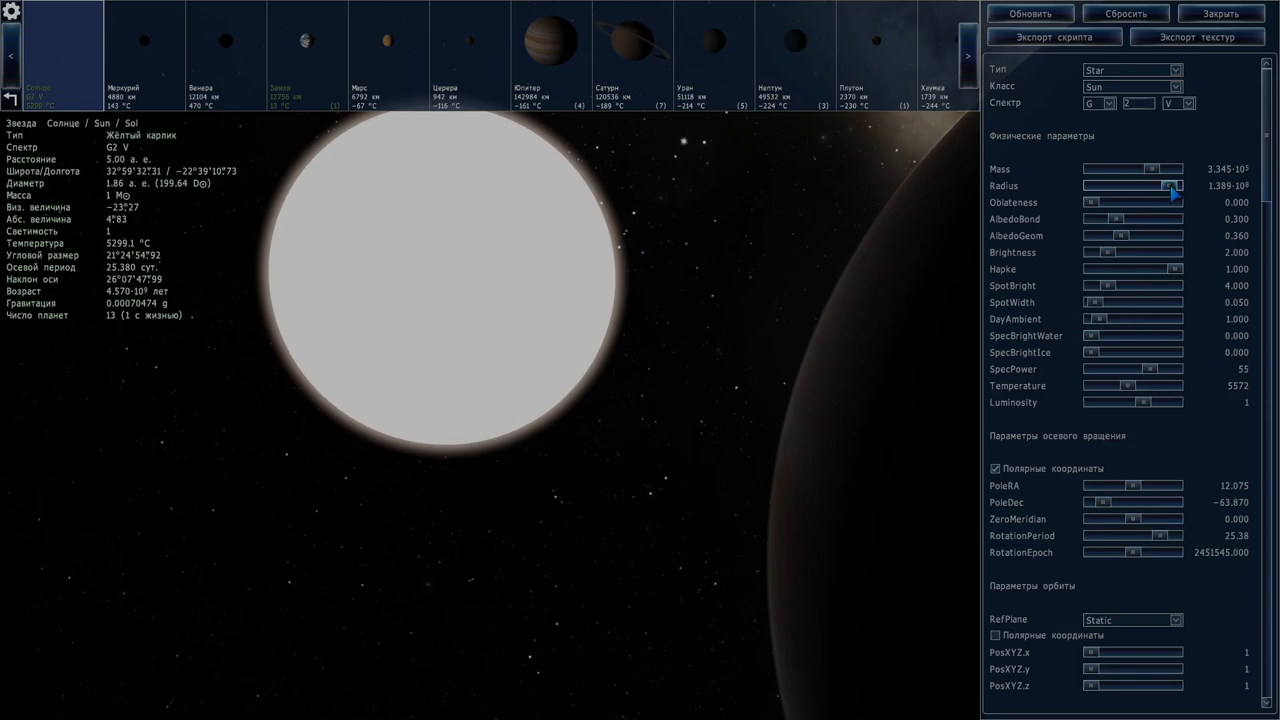 Обновить
Сбросить
Закрыть
Экспорт скрипта
Экспорт текстур
<
>
Солнце
G2 V
5299 °C
Меркурий
4880 км
143 °C
Венера
12104 км
470 °C
Земля
12756 км
13 °C (1)
Марс
6792 км
−67 °C
Церера
942 км
−116 °C
Юпитер
142984 км
−161 °C (4)
Сатурн
120536 км
−189 °C (7)
Уран
51118 км
−214 °C (5)
Нептун
49532 км
−224 °C (3)
Плутон
2370 км
−230 °C (1)
Хаумеа
1739 км
−244 °C
Звезда Солнце / Sun / Sol
Тип Жёлтый карлик
Спектр G2 V
Расстояние 5.00 а. е.
Широта/Долгота 32°59'32."31 / −22°39'10."73
Диаметр 1.86 а. е. (199.64 D⊙)
Масса 1 M⊙
Виз. величина −23.ᵐ27
Абс. величина 4.ᵐ83
Светимость 1
Температура 5299.1 °C
Угловой размер 21°24'54."92
Осевой период 25.380 сут.
Наклон оси 26°07'47."99
Возраст 4.570·10⁹ лет
Гравитация 0.00070474 g
Число планет 13 (1 с жизнью) .
Тип Star
Класс Sun
Спектр G 2 V
Физические параметры
Mass 3.345·10⁵
Radius 1.389·10⁸
Oblateness 0.000
AlbedoBond 0.300
AlbedoGeom 0.360
Brightness 2.000
Hapke 1.000
SpotBright 4.000
SpotWidth 0.050
DayAmbient 1.000
SpecBrightWater 0.000
SpecBrightIce 0.000
SpecPower 55
Temperature 5572
Luminosity 1
Параметры осевого вращения
Полярные координаты
PoleRA 12.075
PoleDec −63.870
ZeroMeridian 0.000
RotationPeriod 25.38
RotationEpoch 2451545.000
Параметры орбиты
RefPlane Static
Полярные координаты
PosXYZ.x 1
PosXYZ.y 1
PosXYZ.z 1